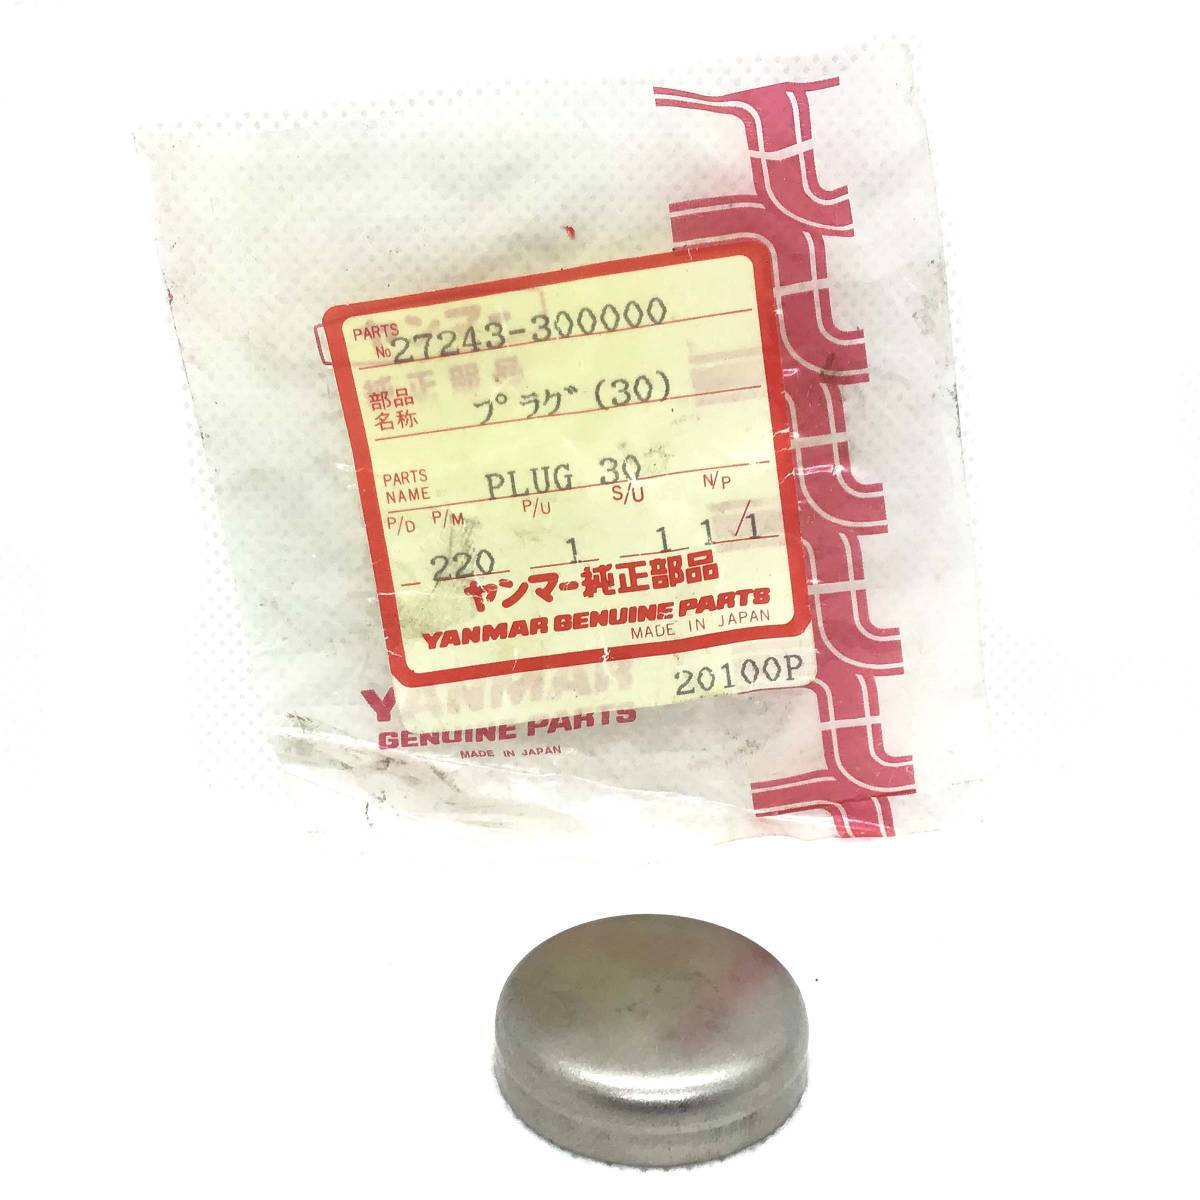 PARTS No 27243-300000
部品名称 プラグ(30)
PARTS NAME PLUG 30
P/D P/M P/U S/U N/P
220 1 1 1/1
ヤンマー純正部品
YANMAR GENUINE PARTS
MADE IN JAPAN
20100P
YANMAR
GENUINE PARTS
MADE IN JAPAN